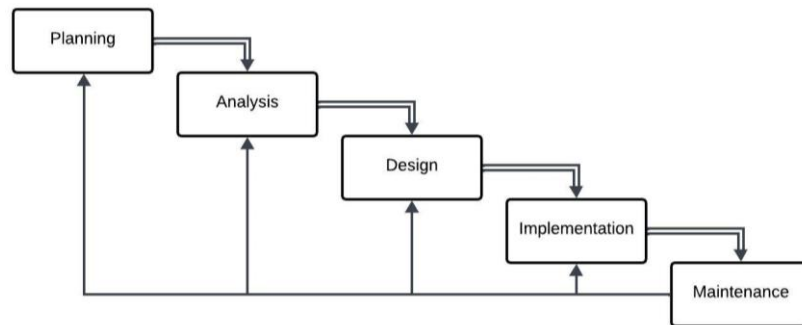 Planning
Analysis
Design
Implementation
Maintenance